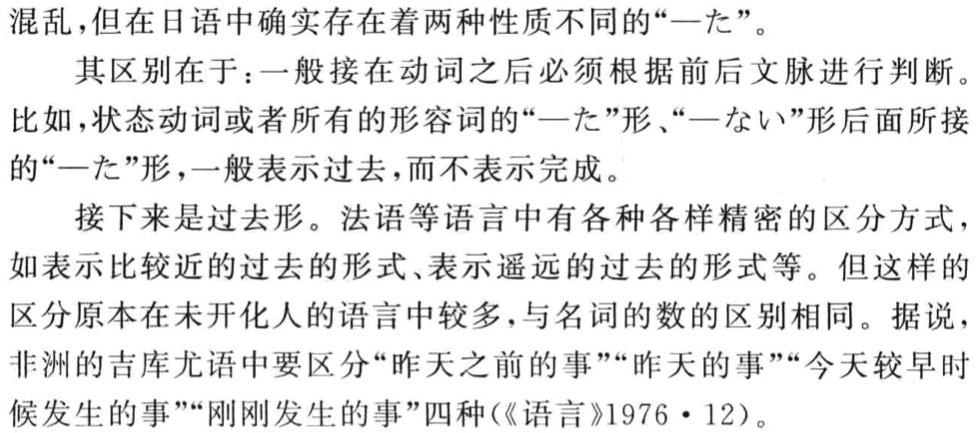 混乱,但在日语中确实存在着两种性质不同的“—た”。
其区别在于:一般接在动词之后必须根据前后文脉进行判断。
比如,状态动词或者所有的形容词的“—た”形、“—ない”形后面所接
的“—た”形,一般表示过去,而不表示完成。
接下来是过去形。法语等语言中有各种各样精密的区分方式,
如表示比较近的过去的形式、表示遥远的过去的形式等。但这样的
区分原本在未开化人的语言中较多,与名词的数的区别相同。据说,
非洲的吉库尤语中要区分“昨天之前的事”“昨天的事”“今天较早时
候发生的事”“刚刚发生的事”四种(《语言》1976·12)。